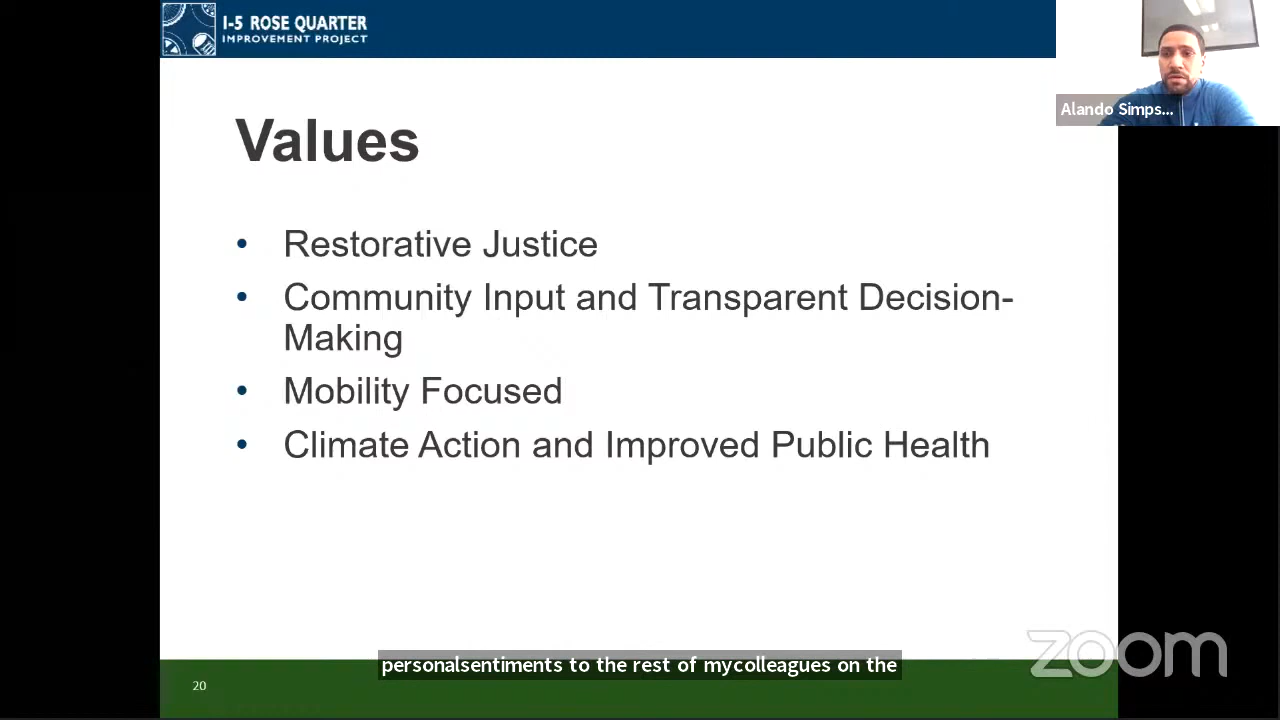 I-5 ROSE QUARTER
IMPROVEMENT PROJECT
Alando Simps...
Values
• Restorative Justice
• Community Input and Transparent Decision-
Making
• Mobility Focused
• Climate Action and Improved Public Health
personalsentiments to the rest of mycolleagues on the
zoom
20